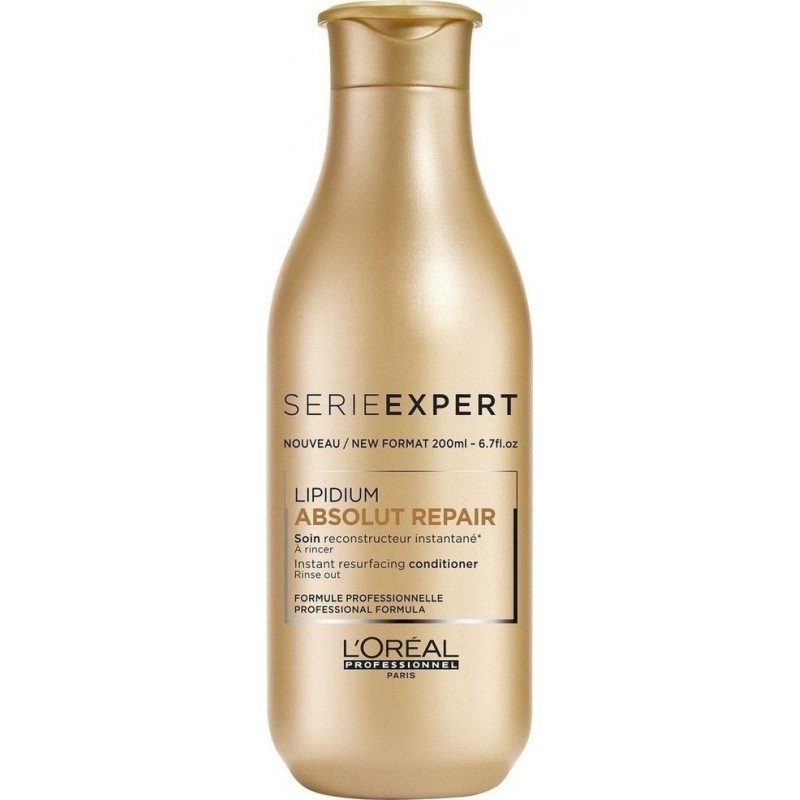 SERIEEXPERT
NOUVEAU / NEW FORMAT 200ml - 6.7fl.oz
LIPIDIUM
ABSOLUT REPAIR
Soin reconstructeur instantané*
À rincer
Instant resurfacing conditioner
Rinse out
FORMULE PROFESSIONNELLE
PROFESSIONAL FORMULA
L'ORÉAL
PROFESSIONNEL
PARIS